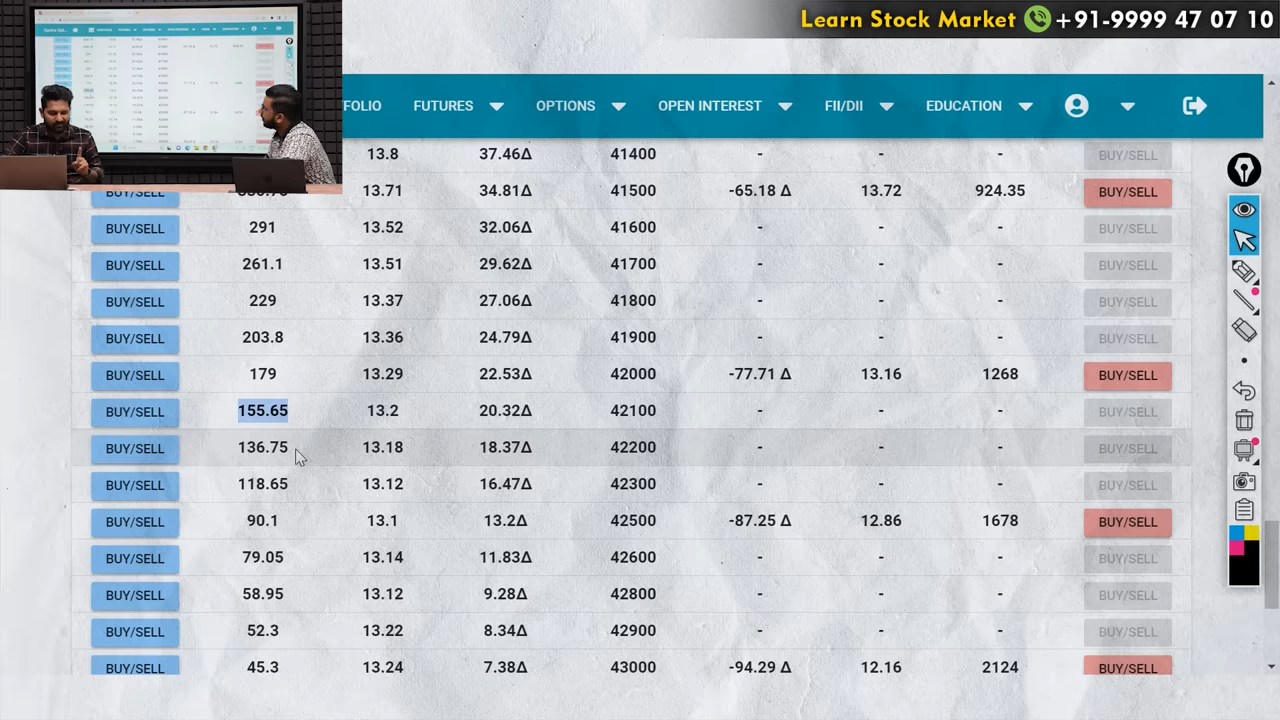 Learn Stock Market +91-9999 47 07 10
FOLIO FUTURES OPTIONS OPEN INTEREST FII/DII EDUCATION
13.8 37.46Δ 41400 - - - BUY/SELL
BUY/SELL 13.71 34.81Δ 41500 -65.18 Δ 13.72 924.35 BUY/SELL
BUY/SELL 291 13.52 32.06Δ 41600 - - - BUY/SELL
BUY/SELL 261.1 13.51 29.62Δ 41700 - - - BUY/SELL
BUY/SELL 229 13.37 27.06Δ 41800 - - - BUY/SELL
BUY/SELL 203.8 13.36 24.79Δ 41900 - - - BUY/SELL
BUY/SELL 179 13.29 22.53Δ 42000 -77.71 Δ 13.16 1268 BUY/SELL
BUY/SELL 155.65 13.2 20.32Δ 42100 - - - BUY/SELL
BUY/SELL 136.75 13.18 18.37Δ 42200 - - - BUY/SELL
BUY/SELL 118.65 13.12 16.47Δ 42300 - - - BUY/SELL
BUY/SELL 90.1 13.1 13.2Δ 42500 -87.25 Δ 12.86 1678 BUY/SELL
BUY/SELL 79.05 13.14 11.83Δ 42600 - - - BUY/SELL
BUY/SELL 58.95 13.12 9.28Δ 42800 - - - BUY/SELL
BUY/SELL 52.3 13.22 8.34Δ 42900 - - - BUY/SELL
BUY/SELL 45.3 13.24 7.38Δ 43000 -94.29 Δ 12.16 2124 BUY/SELL